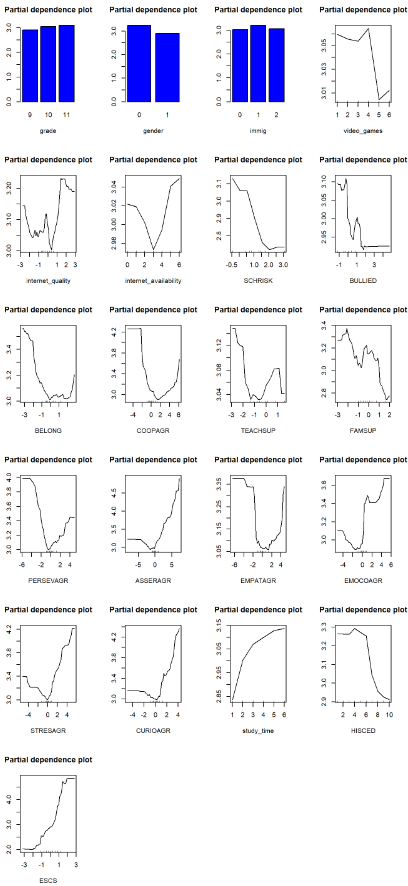 Partial dependence plot Partial dependence plot Partial dependence plot Partial dependence plot
0.0 1.0 2.0 3.0
9 10 11
grade
0.0 1.0 2.0 3.0
0 1
gender
0.0 1.0 2.0 3.0
0 1 2
immig
3.01 3.03 3.05
1 2 3 4 5 6
video_games
Partial dependence plot Partial dependence plot Partial dependence plot Partial dependence plot
3.00 3.10 3.20
-3 -1 1 2 3
internet_quality
2.98 3.00 3.02 3.04
0 1 2 3 4 5 6
internet_availability
2.8 2.9 3.0 3.1
-0.5 1.0 2.0 3.0
SCHRISK
2.95 3.00 3.05 3.10
-1 1 2 3
BULLIED
Partial dependence plot Partial dependence plot Partial dependence plot Partial dependence plot
3.0 3.2 3.4
-3 -1 1
BELONG
3.0 3.4 3.8 4.2
-4 -2 0 2 4 6
COOPAGR
3.04 3.08 3.12
-3 -2 -1 0 1
TEACHSUP
2.8 3.0 3.2 3.4
-3 -2 -1 0 1 2
FAMSUP
Partial dependence plot Partial dependence plot Partial dependence plot Partial dependence plot
3.0 3.2 3.4 3.6 3.8 4.0
-6 -4 -2 0 2 4
PERSEVAGR
3.0 3.5 4.0 4.5
-5 0 5
ASSERAGR
3.05 3.15 3.25 3.35
-6 -4 -2 0 2 4
EMPATAGR
3.0 3.2 3.4 3.6
-4 -2 0 2 4 6
EMOCOAGR
Partial dependence plot Partial dependence plot Partial dependence plot Partial dependence plot
3.0 3.4 3.8 4.2
-4 -2 0 2 4
STRESAGR
3.0 3.4 3.8 4.2
-4 -2 0 2 4
CURIOAGR
2.85 2.95 3.05 3.15
1 2 3 4 5 6
study_time
2.9 3.0 3.1 3.2 3.3
2 4 6 8 10
HISCED
Partial dependence plot
2.0 3.0 4.0
-3 -1 1 3
ESCS